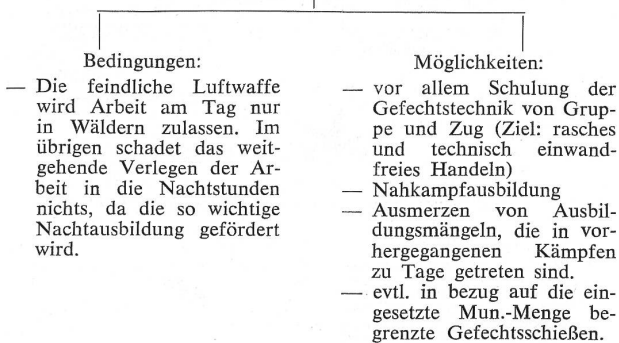 Bedingungen:
— Die feindliche Luftwaffe
wird Arbeit am Tag nur
in Wäldern zulassen. Im
übrigen schadet das weit-
gehende Verlegen der Ar-
beit in die Nachtstunden
nichts, da die so wichtige
Nachtausbildung gefördert
wird.
Möglichkeiten:
— vor allem Schulung der
Gefechtstechnik von Grup-
pe und Zug (Ziel: rasches
und technisch einwand-
freies Handeln)
— Nahkampfausbildung
— Ausmerzen von Ausbil-
dungsmängeln, die in vor-
hergegangenen Kämpfen
zu Tage getreten sind.
— evtl. in bezug auf die ein-
gesetzte Mun.-Menge be-
grenzte Gefechtsschießen.